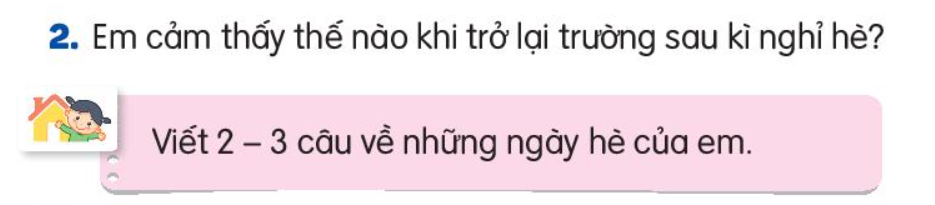 2. Em cảm thấy thế nào khi trở lại trường sau kì nghỉ hè?
Viết 2 – 3 câu về những ngày hè của em.